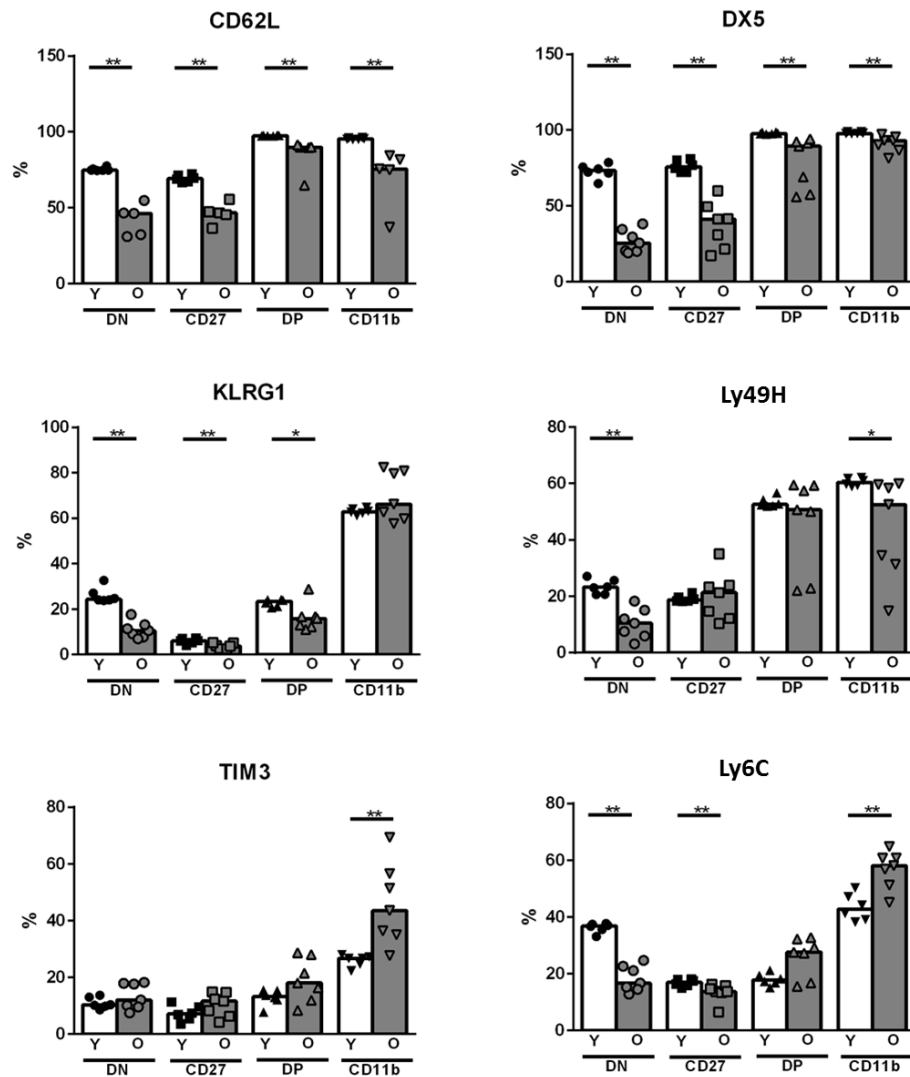 CD62L
150
100
50
0
%
** ** ** **
Y O Y O Y O Y O
DN CD27 DP CD11b
DX5
150
100
50
0
%
** ** ** **
Y O Y O Y O Y O
DN CD27 DP CD11b
KLRG1
100
80
60
40
20
0
%
** ** *
Y O Y O Y O Y O
DN CD27 DP CD11b
Ly49H
80
60
40
20
0
%
** *
Y O Y O Y O Y O
DN CD27 DP CD11b
TIM3
80
60
40
20
0
%
**
Y O Y O Y O Y O
DN CD27 DP CD11b
Ly6C
80
60
40
20
0
%
** ** **
Y O Y O Y O Y O
DN CD27 DP CD11b